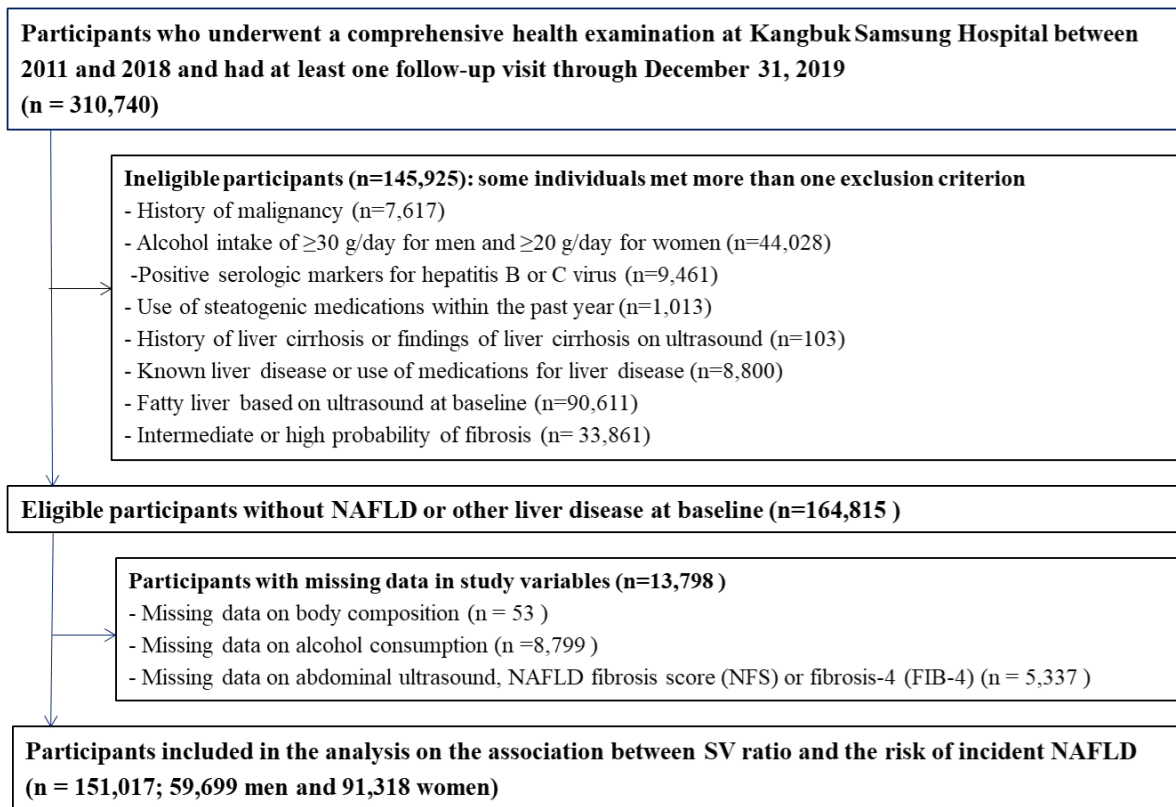 Participants who underwent a comprehensive health examination at Kangbuk Samsung Hospital between
2011 and 2018 and had at least one follow-up visit through December 31, 2019
(n = 310,740)
Ineligible participants (n=145,925): some individuals met more than one exclusion criterion
- History of malignancy (n=7,617)
- Alcohol intake of ≥30 g/day for men and ≥20 g/day for women (n=44,028)
-Positive serologic markers for hepatitis B or C virus (n=9,461)
- Use of steatogenic medications within the past year (n=1,013)
- History of liver cirrhosis or findings of liver cirrhosis on ultrasound (n=103)
- Known liver disease or use of medications for liver disease (n=8,800)
- Fatty liver based on ultrasound at baseline (n=90,611)
- Intermediate or high probability of fibrosis (n= 33,861)
Eligible participants without NAFLD or other liver disease at baseline (n=164,815 )
Participants with missing data in study variables (n=13,798 )
- Missing data on body composition (n = 53 )
- Missing data on alcohol consumption (n =8,799 )
- Missing data on abdominal ultrasound, NAFLD fibrosis score (NFS) or fibrosis-4 (FIB-4) (n = 5,337 )
Participants included in the analysis on the association between SV ratio and the risk of incident NAFLD
(n = 151,017; 59,699 men and 91,318 women)